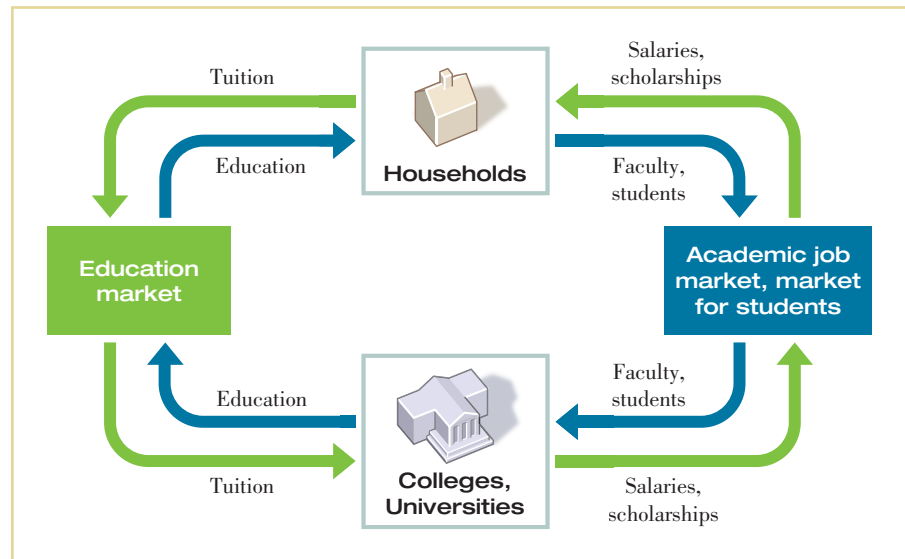 Tuition
Education
Households
Salaries,
scholarships
Faculty,
students
Education
market
Academic job
market, market
for students
Education
Tuition
Colleges,
Universities
Faculty,
students
Salaries,
scholarships